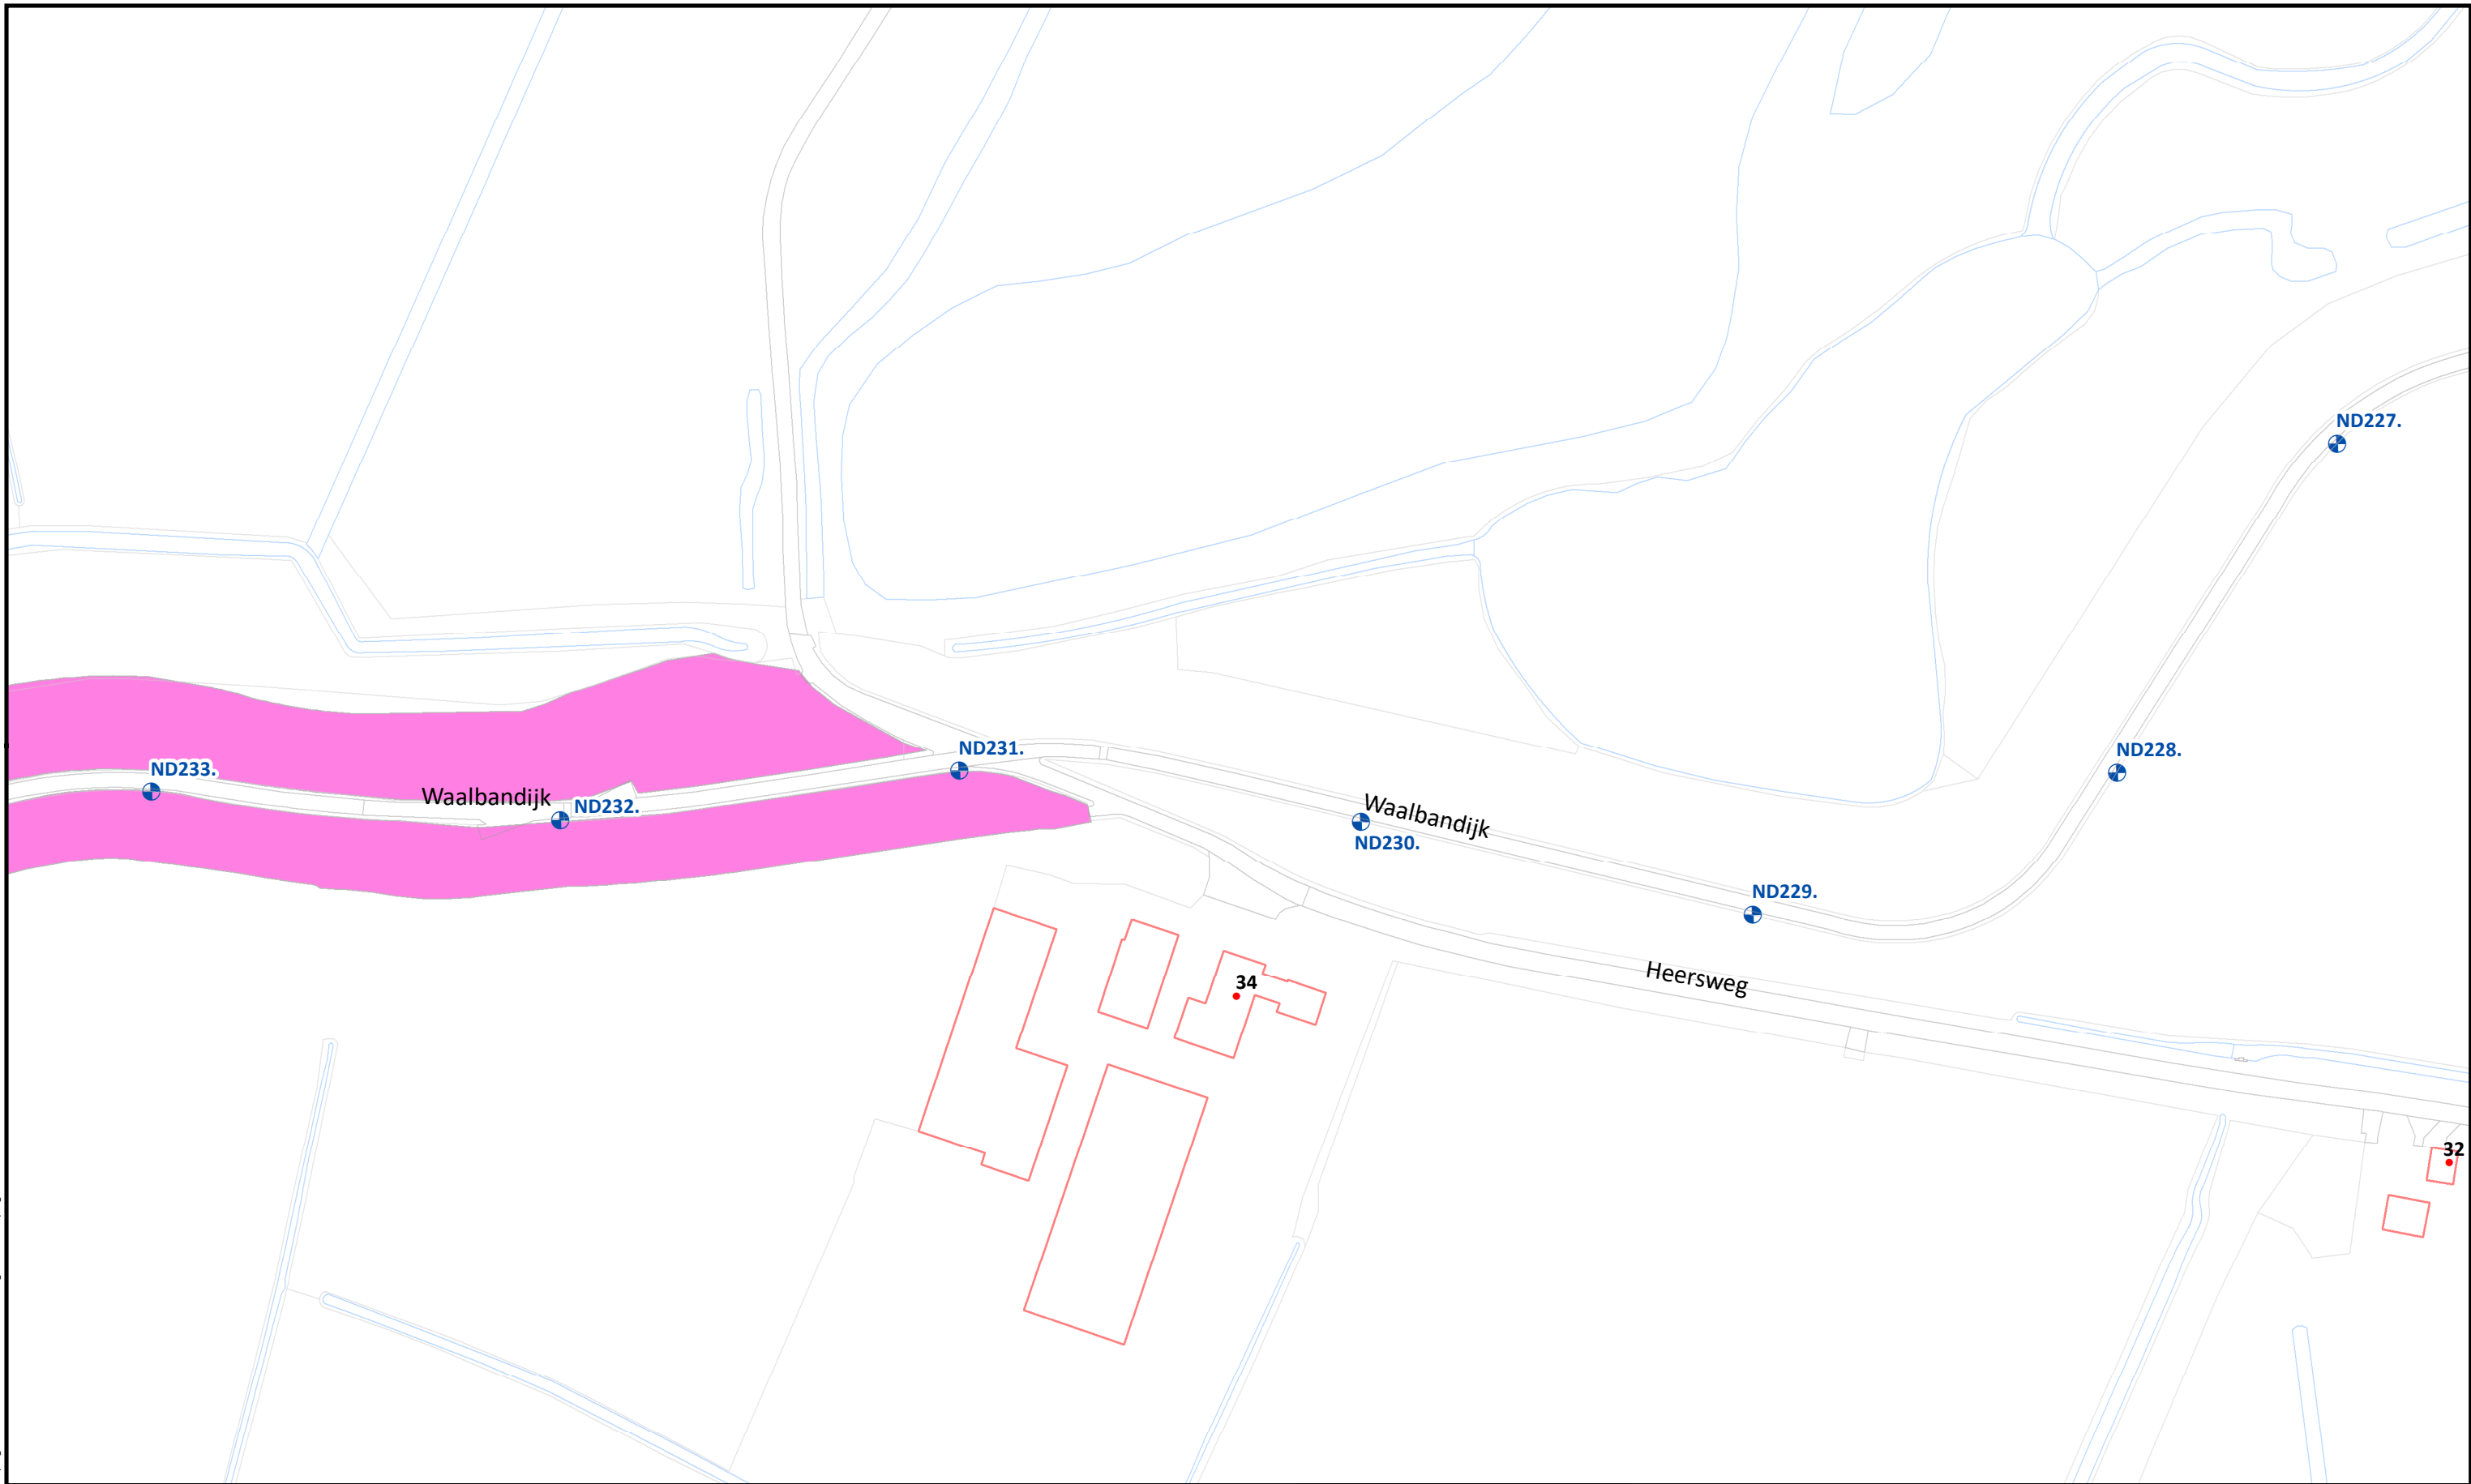 ND227.
ND231.
ND228.
ND233.
Waalbandijk
ND232.
Waalbandijk
ND230.
ND229.
Heersweg
34
32